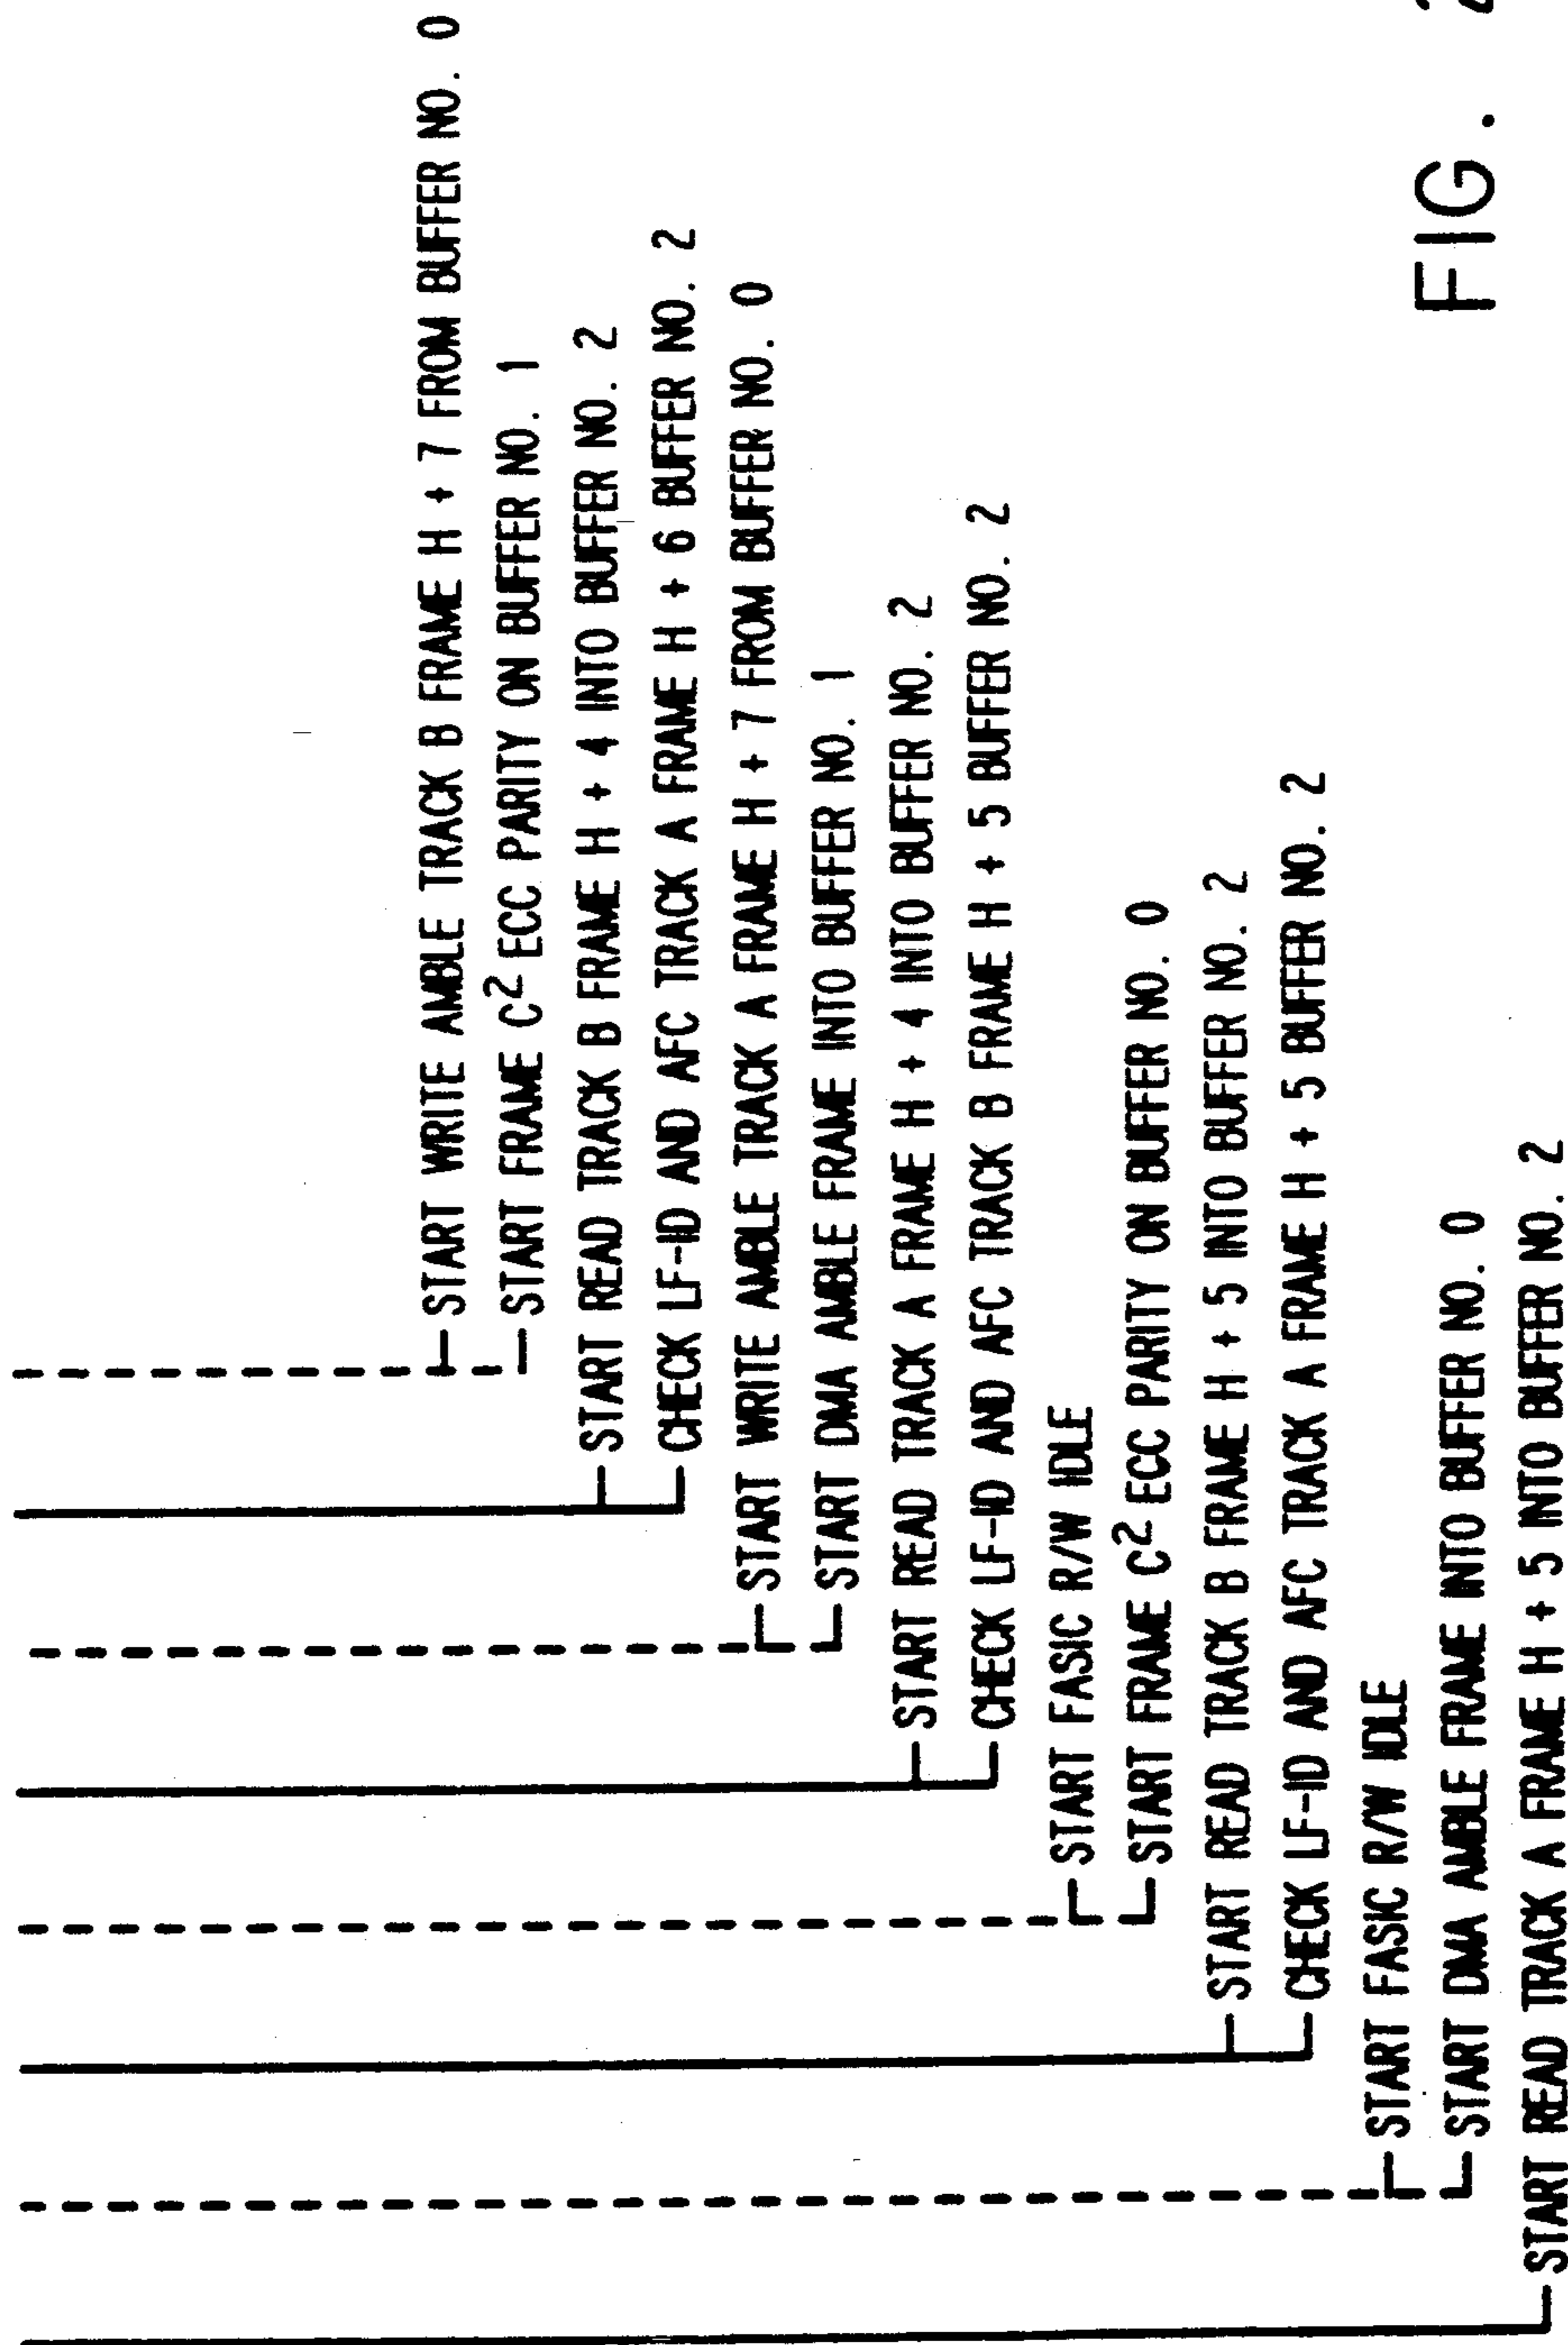 START WRITE AMBLE TRACK B FRAME H + 7 FROM BUFFER NO. 0
START FRAME C² ECC PARITY ON BUFFER NO. 1
START READ TRACK B FRAME H + 4 INTO BUFFER NO. 2
CHECK LF-ID AND AFC TRACK A FRAME H + 6 BUFFER NO. 2
START WRITE AMBLE TRACK A FRAME H + 7 FROM BUFFER NO. 0
START DMA AMBLE FRAME INTO BUFFER NO. 1
START READ TRACK A FRAME H + 4 INTO BUFFER NO. 2
CHECK LF-ID AND AFC TRACK B FRAME H + 5 BUFFER NO. 2
START FASIC R/W IDLE
START FRAME C² ECC PARITY ON BUFFER NO. 0
START READ TRACK B FRAME H + 5 INTO BUFFER NO. 2
CHECK LF-ID AND AFC TRACK A FRAME H + 5 BUFFER NO. 2
START FASIC R/W IDLE
START DMA AMBLE FRAME INTO BUFFER NO. 0
START READ TRACK A FRAME H + 5 INTO BUFFER NO. 2
FIG.